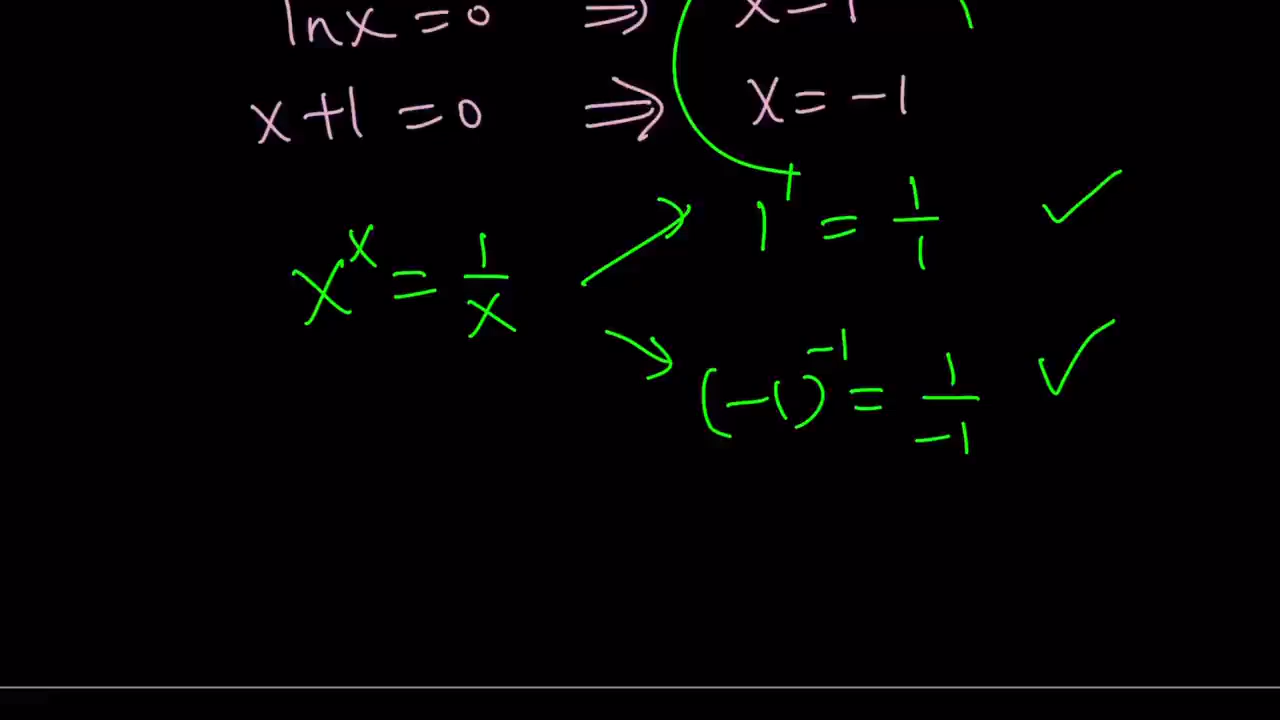 ln x = 0 ⇒ x = 1
x + 1 = 0 ⇒ x = -1
1^1 = 1/1 ✓
x^x = 1/x
(-1)^-1 = 1/-1 ✓